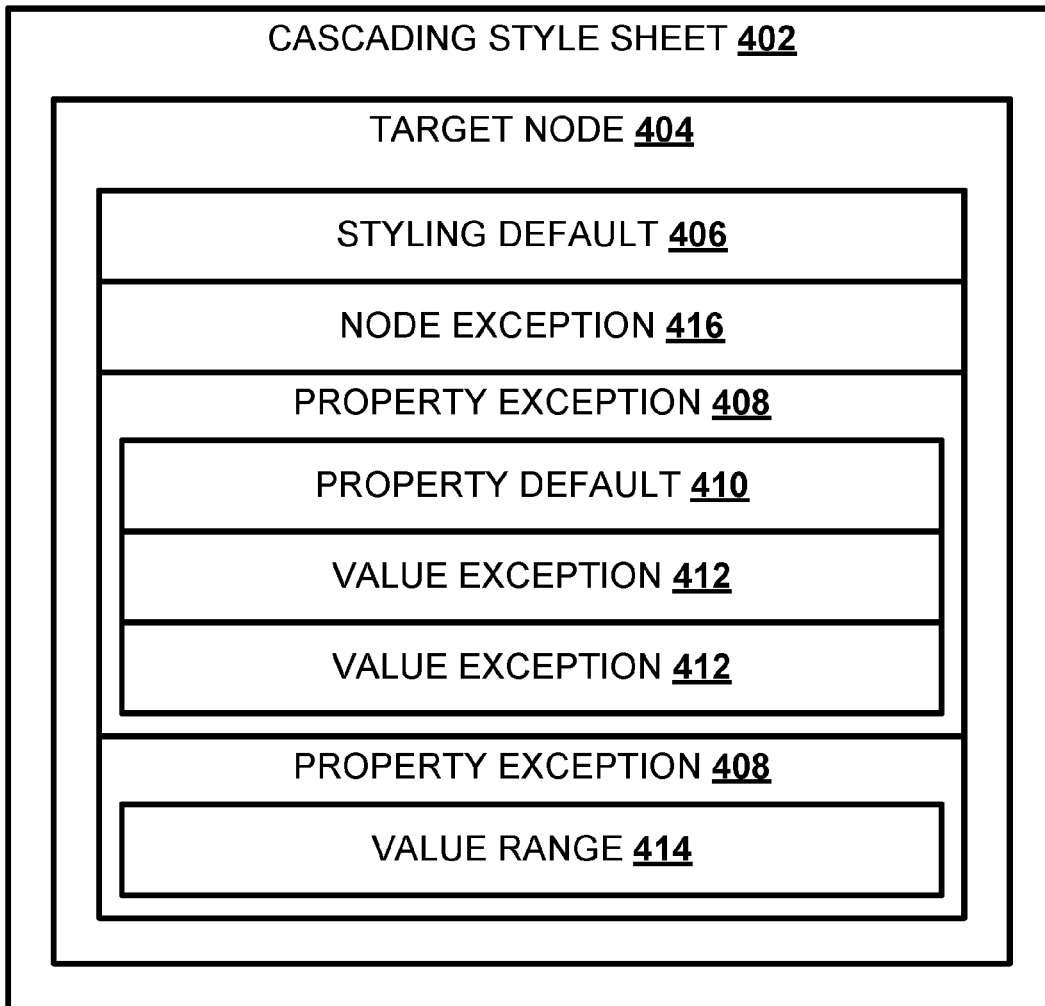 CASCADING STYLE SHEET 402
TARGET NODE 404
STYLING DEFAULT 406
NODE EXCEPTION 416
PROPERTY EXCEPTION 408
PROPERTY DEFAULT 410
VALUE EXCEPTION 412
VALUE EXCEPTION 412
PROPERTY EXCEPTION 408
VALUE RANGE 414